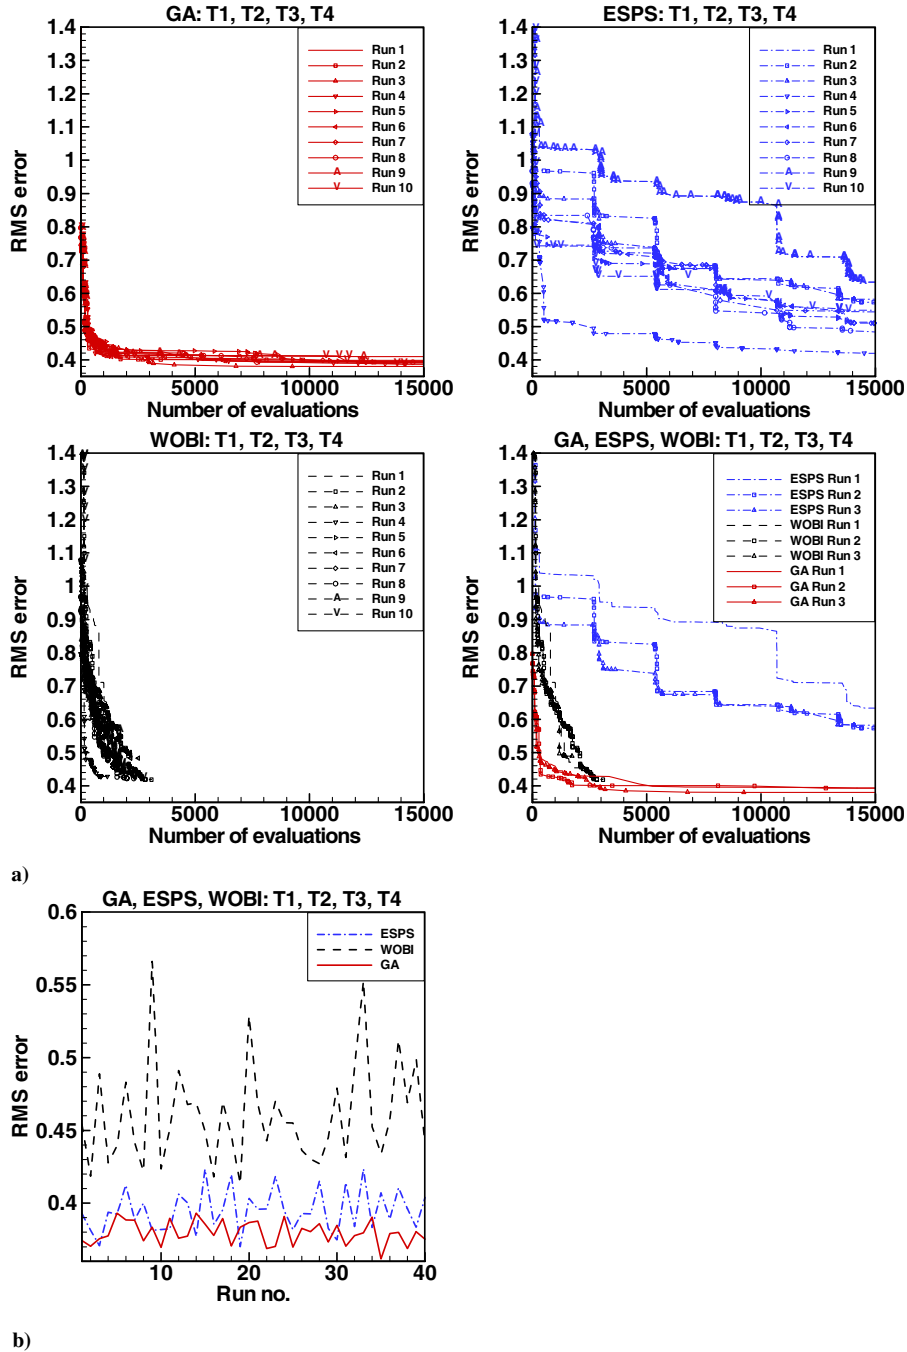 GA: T1, T2, T3, T4
RMS error
1.4
1.3
1.2
1.1
1
0.9
0.8
0.7
0.6
0.5
0.4
Run 1
Run 2
Run 3
Run 4
Run 5
Run 6
Run 7
Run 8
A Run 9
V Run 10
0 5000 10000 15000
Number of evaluations
ESPS: T1, T2, T3, T4
RMS error
1.4
1.3
1.2
1.1
1
0.9
0.8
0.7
0.6
0.5
0.4
Run 1
Run 2
Run 3
Run 4
Run 5
Run 6
Run 7
Run 8
A Run 9
V Run 10
0 5000 10000 15000
Number of evaluations
WOBI: T1, T2, T3, T4
RMS error
1.4
1.3
1.2
1.1
1
0.9
0.8
0.7
0.6
0.5
0.4
Run 1
Run 2
Run 3
Run 4
Run 5
Run 6
Run 7
Run 8
A Run 9
V Run 10
0 5000 10000 15000
Number of evaluations
GA, ESPS, WOBI: T1, T2, T3, T4
RMS error
1.4
1.3
1.2
1.1
1
0.9
0.8
0.7
0.6
0.5
0.4
ESPS Run 1
ESPS Run 2
ESPS Run 3
WOBI Run 1
WOBI Run 2
WOBI Run 3
GA Run 1
GA Run 2
GA Run 3
0 5000 10000 15000
Number of evaluations
a)
GA, ESPS, WOBI: T1, T2, T3, T4
RMS error
0.6
0.55
0.5
0.45
0.4
ESPS
WOBI
GA
10 20 30 40
Run no.
b)